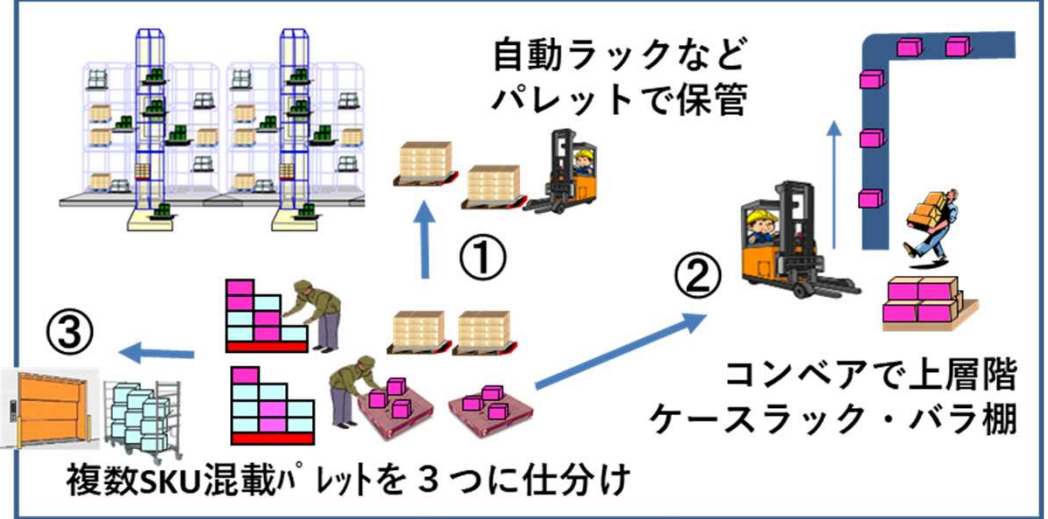 自動ラックなど
パレットで保管
①
②
③
コンベアで上層階
ケースラック・バラ棚
複数SKU混載ﾊﾟﾚｯﾄを３つに仕分け